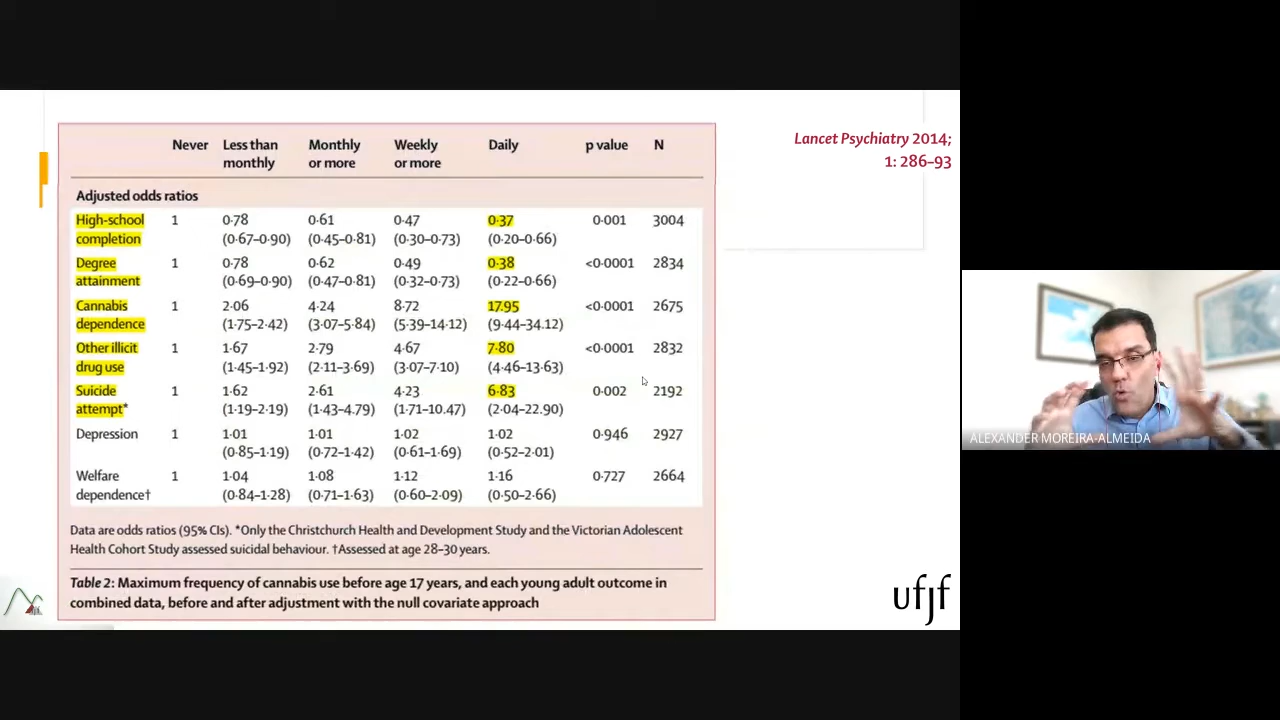 Never Less than Monthly Weekly Daily p value N
monthly or more or more
Adjusted odds ratios
High-school 1 0·78 0·61 0·47 0·37 0·001 3004
completion (0·67–0·90) (0·45–0·81) (0·30–0·73) (0·20–0·66)
Degree 1 0·78 0·62 0·49 0·38 <0·0001 2834
attainment (0·69–0·90) (0·47–0·81) (0·32–0·73) (0·22–0·66)
Cannabis 1 2·06 4·24 8·72 17·95 <0·0001 2675
dependence (1·75–2·42) (3·07–5·84) (5·39–14·12) (9·44–34·12)
Other illicit 1 1·67 2·79 4·67 7·80 <0·0001 2832
drug use (1·45–1·92) (2·11–3·69) (3·07–7·10) (4·46–13·63)
Suicide 1 1·62 2·61 4·23 6·83 0·002 2192
attempt* (1·19–2·19) (1·43–4·79) (1·71–10·47) (2·04–22·90)
Depression 1 1·01 1·01 1·02 1·02 0·946 2927
(0·85–1·19) (0·72–1·42) (0·61–1·69) (0·52–2·01)
Welfare 1 1·04 1·08 1·12 1·16 0·727 2664
dependence† (0·84–1·28) (0·71–1·63) (0·60–2·09) (0·50–2·66)
Data are odds ratios (95% CIs). *Only the Christchurch Health and Development Study and the Victorian Adolescent
Health Cohort Study assessed suicidal behaviour. †Assessed at age 28–30 years.
Table 2: Maximum frequency of cannabis use before age 17 years, and each young adult outcome in
combined data, before and after adjustment with the null covariate approach
Lancet Psychiatry 2014;
1: 286–93
ufjf
ALEXANDER MOREIRA-ALMEIDA